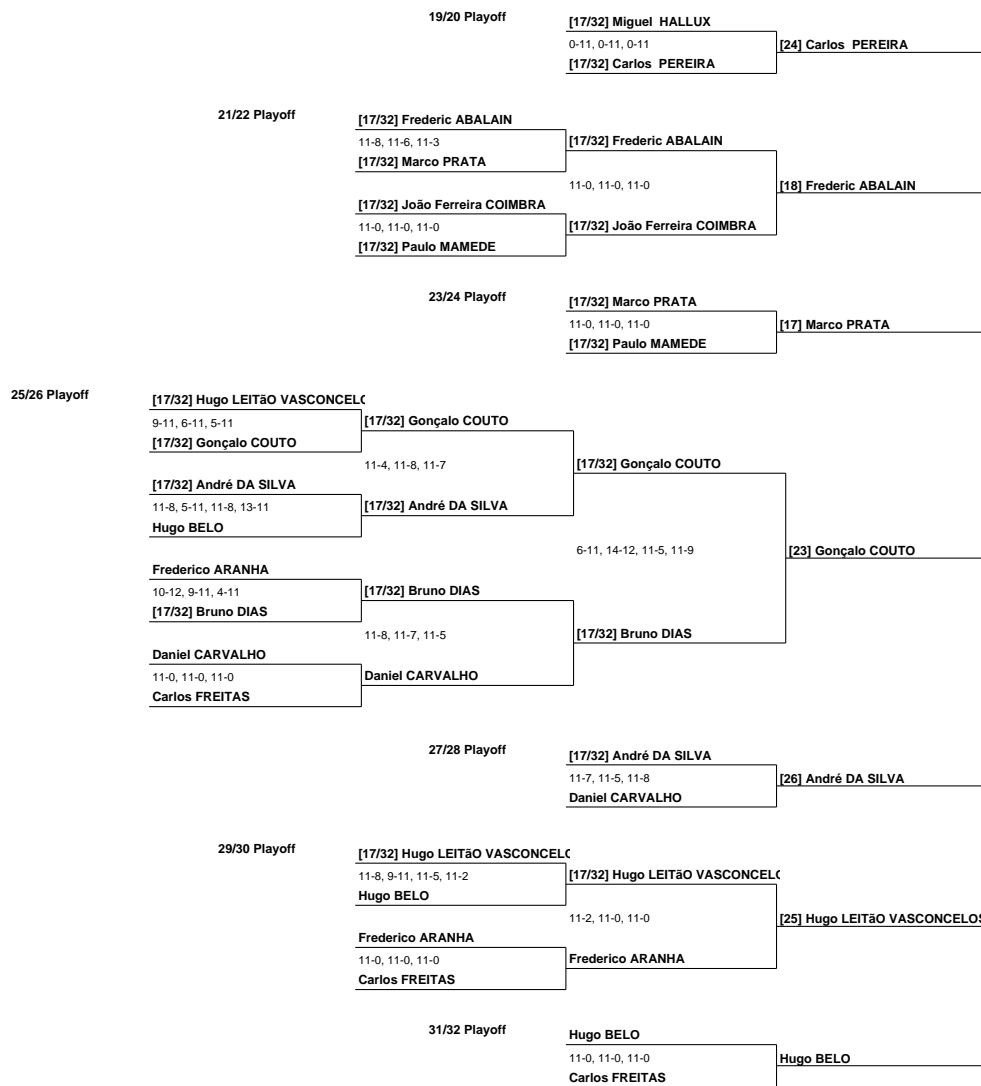 19/20 Playoff
[17/32] Miguel HALLUX
0-11, 0-11, 0-11
[24] Carlos PEREIRA
[17/32] Carlos PEREIRA
21/22 Playoff
[17/32] Frederic ABALAIN
11-8, 11-6, 11-3
[17/32] Frederic ABALAIN
[17/32] Marco PRATA
11-0, 11-0, 11-0
[18] Frederic ABALAIN
[17/32] João Ferreira COIMBRA
11-0, 11-0, 11-0
[17/32] João Ferreira COIMBRA
[17/32] Paulo MAMEDE
23/24 Playoff
[17/32] Marco PRATA
11-0, 11-0, 11-0
[17] Marco PRATA
[17/32] Paulo MAMEDE
25/26 Playoff
[17/32] Hugo LEITãO VASCONCELO
9-11, 6-11, 5-11
[17/32] Gonçalo COUTO
[17/32] Gonçalo COUTO
11-4, 11-8, 11-7
[17/32] Gonçalo COUTO
[17/32] André DA SILVA
11-8, 5-11, 11-8, 13-11
[17/32] André DA SILVA
Hugo BELO
6-11, 14-12, 11-5, 11-9
[23] Gonçalo COUTO
Frederico ARANHA
10-12, 9-11, 4-11
[17/32] Bruno DIAS
[17/32] Bruno DIAS
11-8, 11-7, 11-5
[17/32] Bruno DIAS
Daniel CARVALHO
11-0, 11-0, 11-0
Daniel CARVALHO
Carlos FREITAS
27/28 Playoff
[17/32] André DA SILVA
11-7, 11-5, 11-8
[26] André DA SILVA
Daniel CARVALHO
29/30 Playoff
[17/32] Hugo LEITãO VASCONCELO
11-8, 9-11, 11-5, 11-2
[17/32] Hugo LEITãO VASCONCELO
Hugo BELO
11-2, 11-0, 11-0
[25] Hugo LEITãO VASCONCELOS
Frederico ARANHA
11-0, 11-0, 11-0
Frederico ARANHA
Carlos FREITAS
31/32 Playoff
Hugo BELO
11-0, 11-0, 11-0
Hugo BELO
Carlos FREITAS